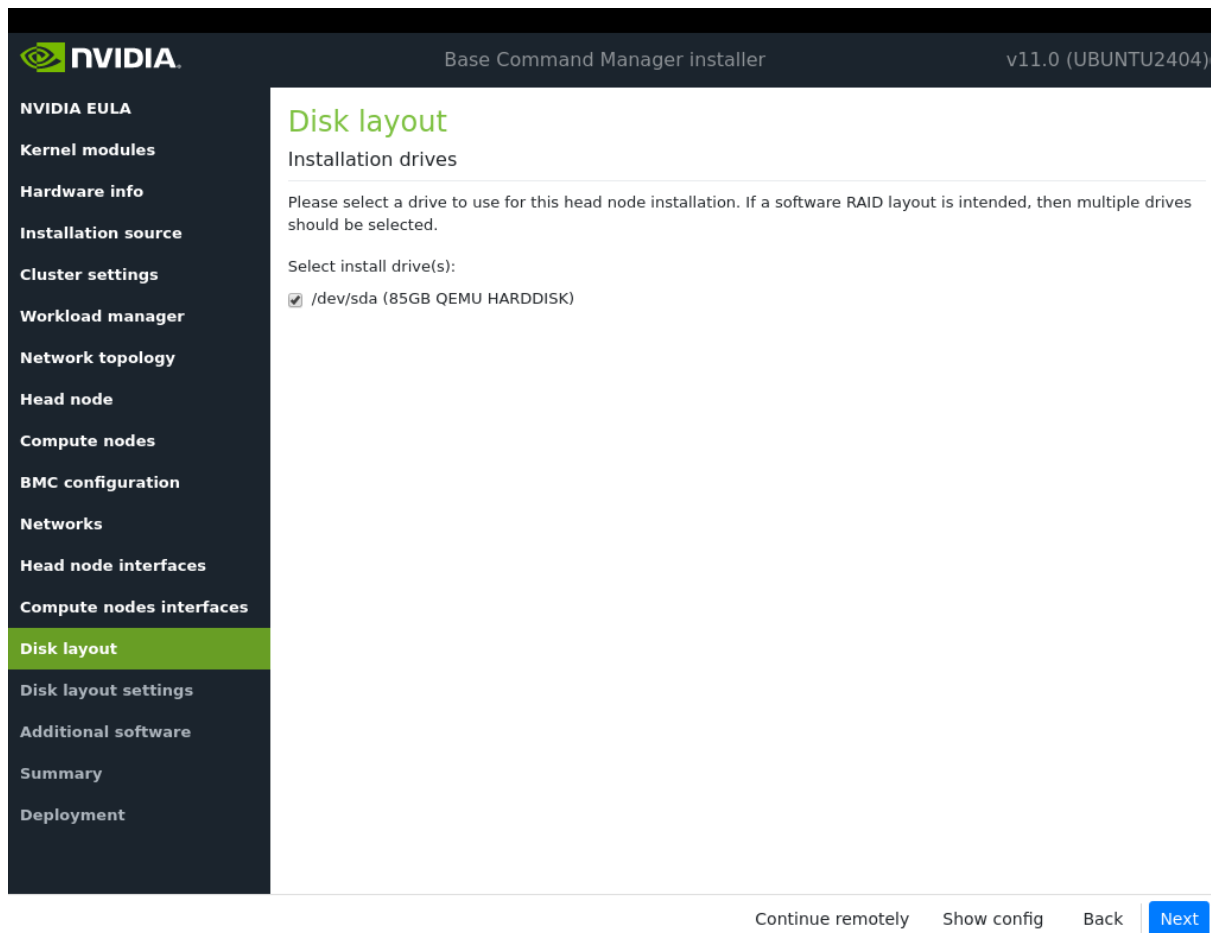 NVIDIA.
Base Command Manager installer
v11.0 (UBUNTU2404)
NVIDIA EULA
Kernel modules
Hardware info
Installation source
Cluster settings
Workload manager
Network topology
Head node
Compute nodes
BMC configuration
Networks
Head node interfaces
Compute nodes interfaces
Disk layout
Disk layout settings
Additional software
Summary
Deployment
Disk layout
Installation drives
Please select a drive to use for this head node installation. If a software RAID layout is intended, then multiple drives
should be selected.
Select install drive(s):
/dev/sda (85GB QEMU HARDDISK)
Continue remotely
Show config
Back
Next